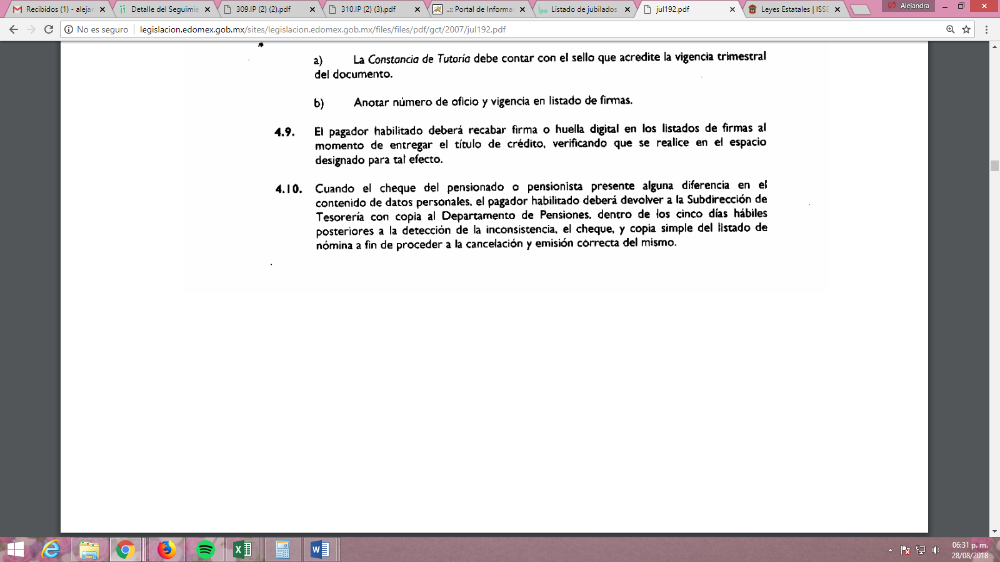 Recibidos (1) - alejar
Detalle del Seguimie
309.IP (2) (2).pdf
310.IP (2) (3).pdf
..:: Portal de Informac
Listado de jubilados
jul192.pdf
Leyes Estatales | ISSE
Alejandra
No es seguro
legislacion.edomex.gob.mx/sites/legislacion.edomex.gob.mx/files/files/pdf/gct/2007/jul192.pdf
a) La Constancia de Tutoría debe contar con el sello que acredite la vigencia trimestral
del documento.
b) Anotar número de oficio y vigencia en listado de firmas.
4.9. El pagador habilitado deberá recabar firma o huella digital en los listados de firmas al
momento de entregar el título de crédito, verificando que se realice en el espacio
designado para tal efecto.
4.10. Cuando el cheque del pensionado o pensionista presente alguna diferencia en el
contenido de datos personales, el pagador habilitado deberá devolver a la Subdirección de
Tesorería con copia al Departamento de Pensiones, dentro de los cinco días hábiles
posteriores a la detección de la inconsistencia, el cheque, y copia simple del listado de
nómina a fin de proceder a la cancelación y emisión correcta del mismo.
06:31 p. m.
28/08/2018